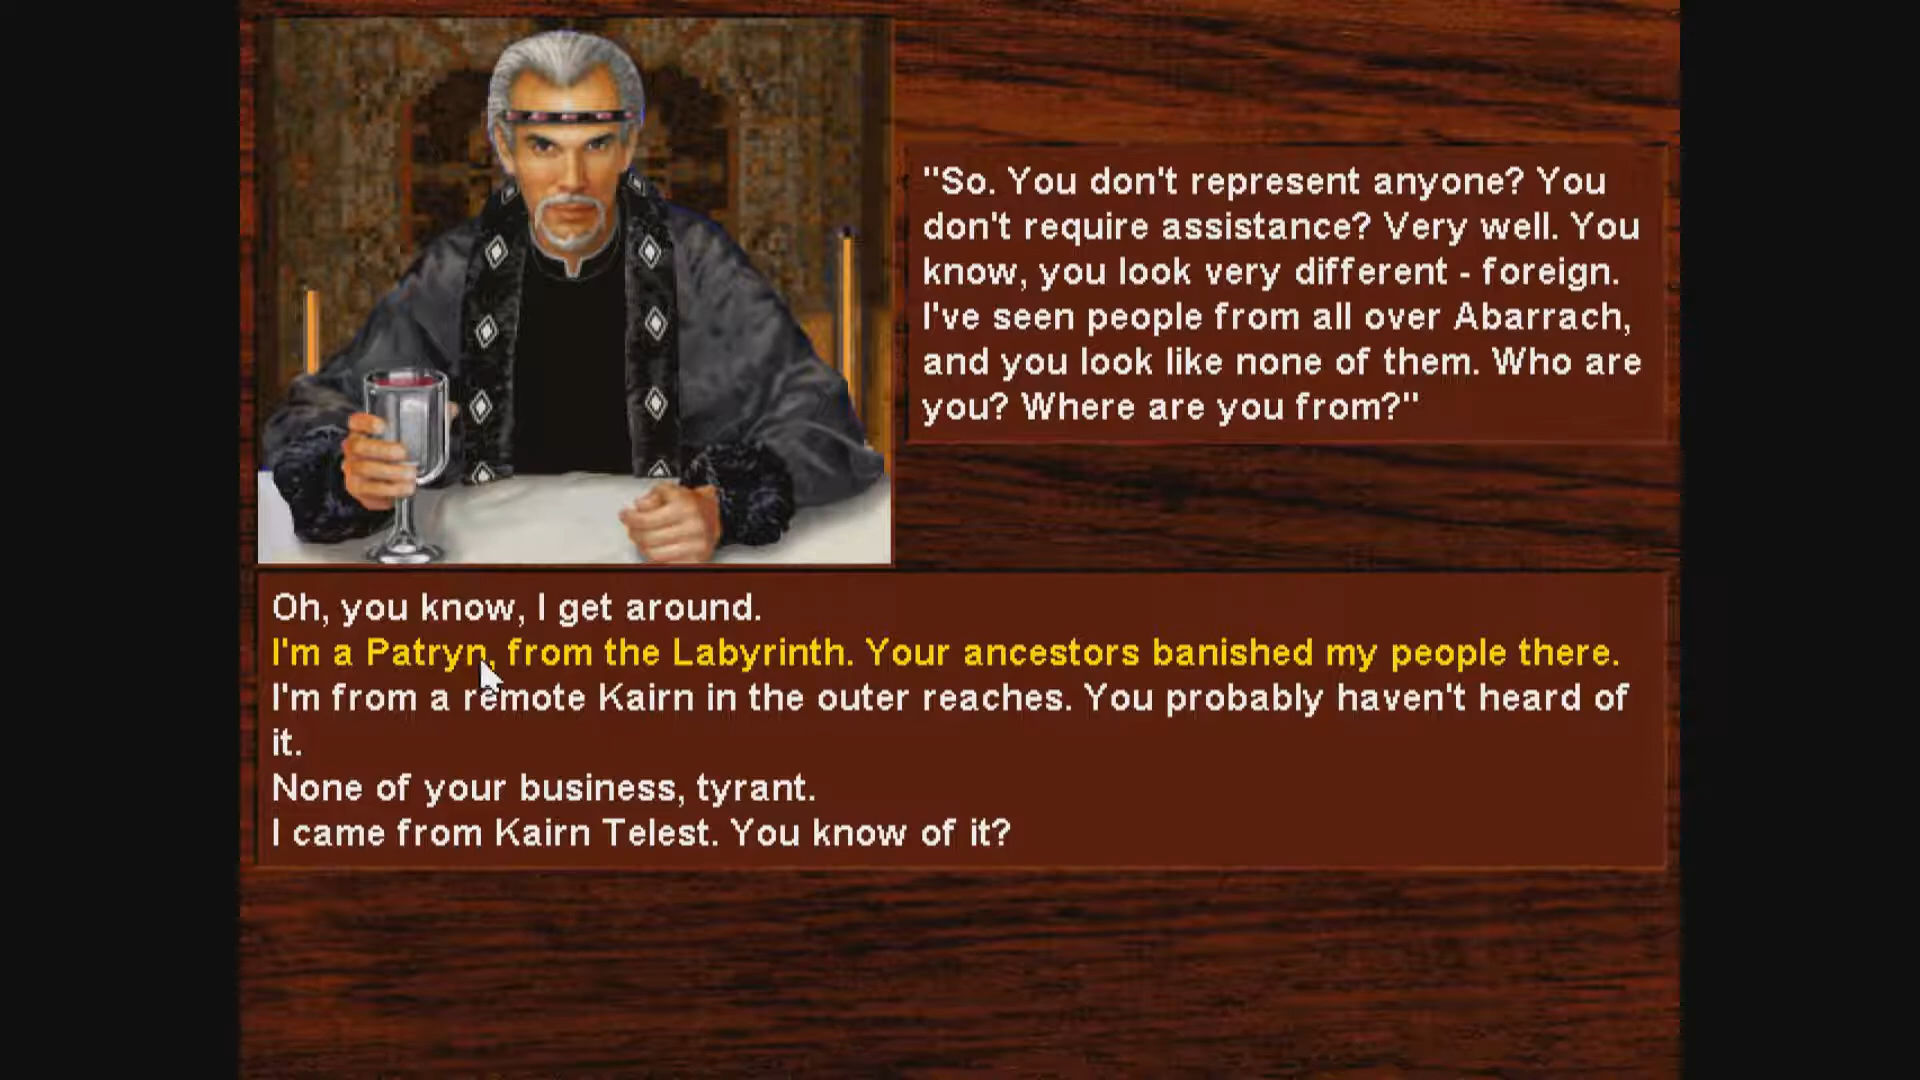 "So. You don't represent anyone? You
don't require assistance? Very well. You
know, you look very different - foreign.
I've seen people from all over Abarrach,
and you look like none of them. Who are
you? Where are you from?"
Oh, you know, I get around.
I'm a Patryn, from the Labyrinth. Your ancestors banished my people there.
I'm from a remote Kairn in the outer reaches. You probably haven't heard of
it.
None of your business, tyrant.
I came from Kairn Telest. You know of it?